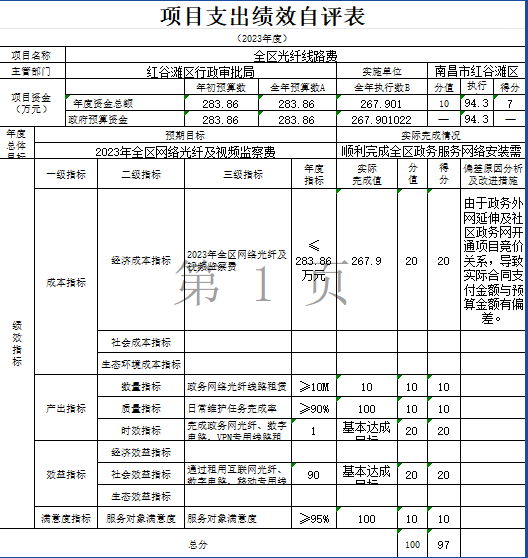 项目支出绩效自评表
（2023年度）
项目名称 全区光纤线路费
主管部门 红谷滩区行政审批局 实施单位 南昌市红谷滩区
项目资金（万元） 年初预算数 全年预算数A 全年执行数B 分值 执行 得分
年度资金总额 283.86 283.86 267.901 10 94.3 7
政府预算资金 283.86 283.86 267.901022 — 94.3 —
年度总体目标 预期目标 实际完成情况
2023年全区网络光纤及视频监察费 顺利完成全区政务服务网络安装需
绩效指标 一级指标 二级指标 三级指标 年度指标 实际完成值 分值 得分 偏差原因分析及改进措施
成本指标 经济成本指标 2023年全区网络光纤及视频监察费 ≤283.86万元 267.9 20 20 由于政务外网延伸及社区政务网开通项目竞价关系，导致实际合同支付金额与预算金额有偏差。
第 1 页
社会成本指标
生态环境成本指标
产出指标 数量指标 政务网络光纤线路租赁 ≥10M 10 10 10
质量指标 日常维护任务完成率 ≥90% 100 10 10
时效指标 完成政务网光纤、数字电路、VPN专用线路租 1 基本达成目标 20 20
效益指标 经济效益指标
社会效益指标 通过租用互联网光纤、数字电路、移动专用线 90 基本达成目标 20 20
生态效益指标
满意度指标 服务对象满意度 服务对象满意度 ≥95% 100 10 10
总分 100 97